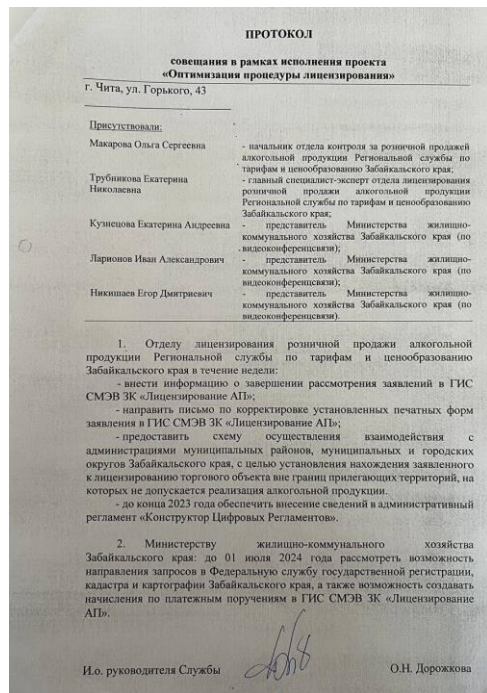 ПРОТОКОЛ
совещания в рамках исполнения проекта
«Оптимизация процедуры лицензирования»
г. Чита, ул. Горького, 43
Присутствовали:
Макарова Ольга Сергеевна
- начальник отдела контроля за розничной продажей
алкогольной продукции Региональной службы по
тарифам и ценообразованию Забайкальского края;
Трубникова Екатерина
Николаевна
- главный специалист-эксперт отдела лицензирования
розничной продажи алкогольной продукции
Региональной службы по тарифам и ценообразованию
Забайкальского края;
Кузнецова Екатерина Андреевна
- представитель Министерства жилищно-
коммунального хозяйства Забайкальского края (по
видеоконференцсвязи);
Ларионов Иван Александрович
- представитель Министерства жилищно-
коммунального хозяйства Забайкальского края (по
видеоконференцсвязи);
Никишаев Егор Дмитриевич
- представитель Министерства жилищно-
коммунального хозяйства Забайкальского края (по
видеоконференцсвязи).
1. Отделу лицензирования розничной продажи алкогольной
продукции Региональной службы по тарифам и ценообразованию
Забайкальского края в течение недели:
- внести информацию о завершении рассмотрения заявлений в ГИС
СМЭВ ЗК «Лицензирование АП»;
- направить письмо по корректировке установленных печатных форм
заявления в ГИС СМЭВ ЗК «Лицензирование АП»;
- предоставить схему осуществления взаимодействия с
администрациями муниципальных районов, муниципальных и городских
округов Забайкальского края, с целью установления нахождения заявленного
к лицензированию торгового объекта вне границ прилегающих территорий, на
которых не допускается реализация алкогольной продукции.
- до конца 2023 года обеспечить внесение сведений в административный
регламент «Конструктор Цифровых Регламентов».
2. Министерству жилищно-коммунального хозяйства
Забайкальского края: до 01 июля 2024 года рассмотреть возможность
направления запросов в Федеральную службу государственной регистрации,
кадастра и картографии Забайкальского края, а также возможность создавать
начисления по платежным поручениям в ГИС СМЭВ ЗК «Лицензирование
АП».
И.о. руководителя Службы
О.Н. Дорожкова